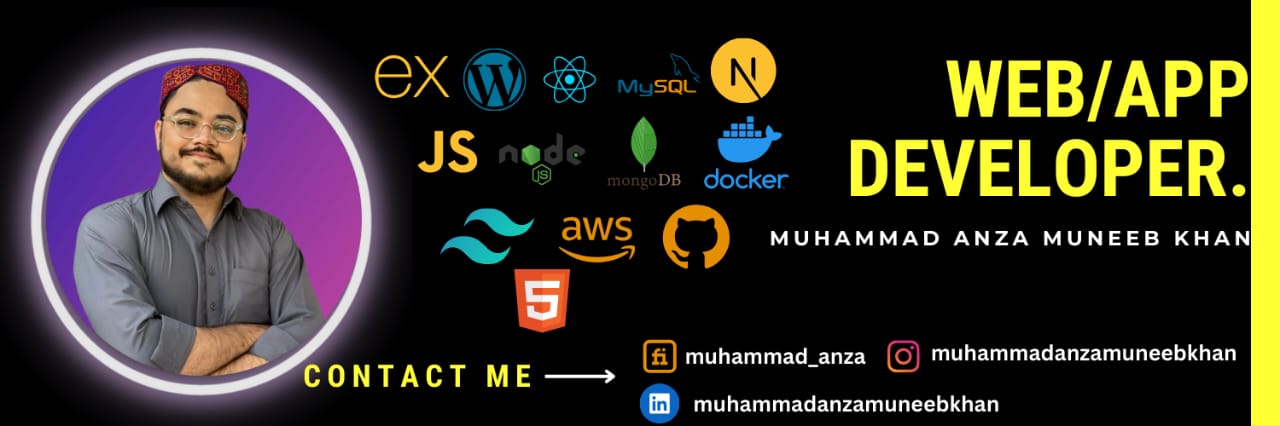 ex
MySQL
N
WEB/APP
DEVELOPER.
JS
node
JS
mongoDB
docker
MUHAMMAD ANZA MUNEEB KHAN
aws
5
CONTACT ME
fi muhammad_anza
muhammadanzamuneebkhan
in muhammadanzamuneebkhan